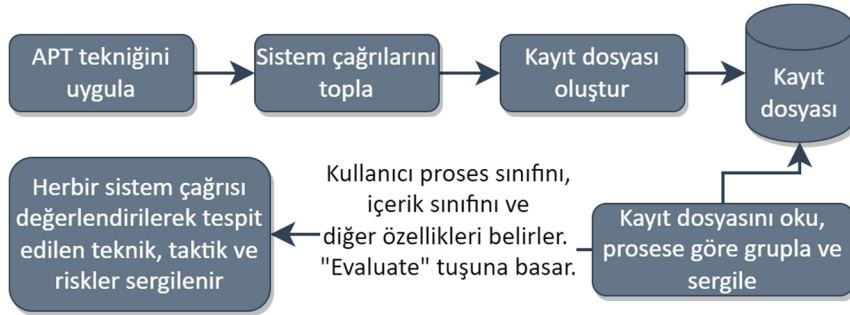 APT tekniğini
uygula
Sistem çağrılarını
topla
Kayıt dosyası
oluştur
Kayıt
dosyası
Kayıt dosyasını oku,
prosese göre grupla ve
sergile
Kullanıcı proses sınıfını,
içerik sınıfını ve
diğer özellikleri belirler.
"Evaluate" tuşuna basar.
Herbir sistem çağrısı
değerlendirilerek tespit
edilen teknik, taktik ve
riskler sergilenir